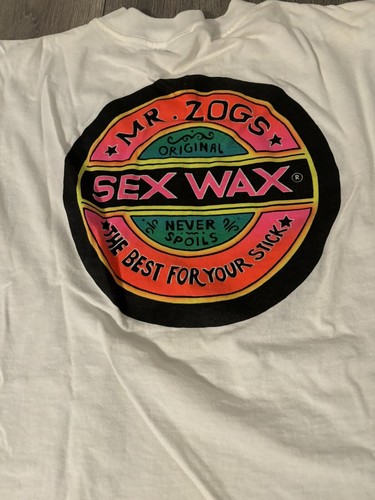 MR. ZOGS
ORIGINAL
SEX WAX®
NEVER
SPOILS
THE BEST FOR YOUR STICK